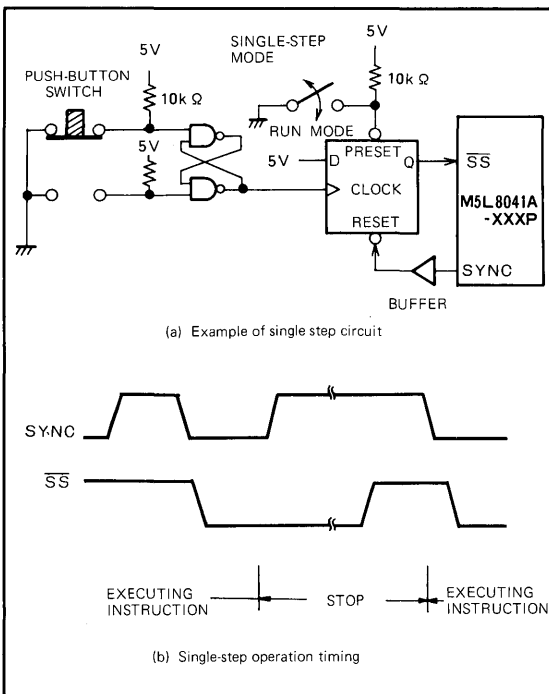 5V
SINGLE-STEP
MODE
5V
PUSH-BUTTON
SWITCH
10k Ω
10k Ω
RUN MODE
5V
5V
D
PRESET
Q
SS
CLOCK
M5L8041A
-XXXP
RESET
SYNC
BUFFER
(a) Example of single step circuit
SYNC
SS
EXECUTING
INSTRUCTION
STOP
EXECUTING
INSTRUCTION
(b) Single-step operation timing